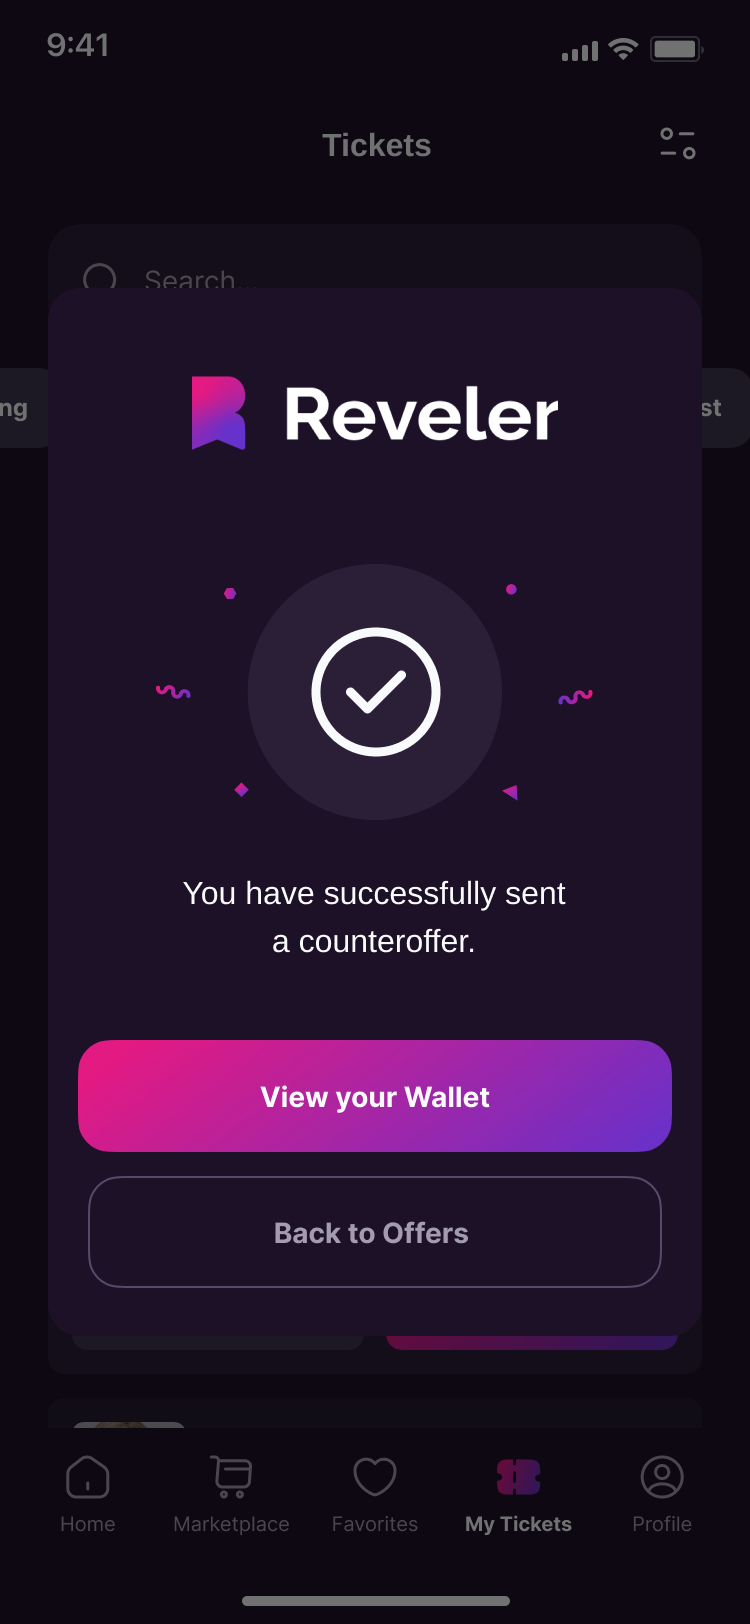 9:41
Tickets
Search...
ng
st
Reveler
You have successfully sent
a counteroffer.
View your Wallet
Back to Offers
Home
Marketplace
Favorites
My Tickets
Profile